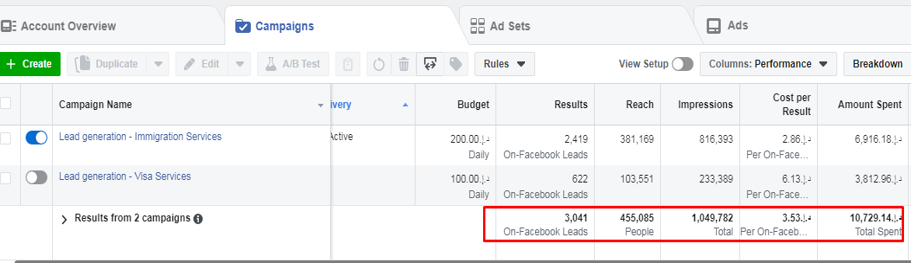 Account Overview
Campaigns
Ad Sets
Ads
+ Create
Duplicate
Edit
A/B Test
Rules
View Setup
Columns: Performance
Breakdown
Campaign Name
ivery
Budget
Results
Reach
Impressions
Cost per
Result
Amount Spent
Lead generation - Immigration Services
Active
200.00د.إ.
2,419
381,169
816,393
2.86د.إ.
6,916.18د.إ.
Daily
On-Facebook Leads
Per On-Face...
Lead generation - Visa Services
100.00د.إ.
622
103,551
233,389
6.13د.إ.
3,812.96د.إ.
Daily
On-Facebook Leads
Per On-Face...
Results from 2 campaigns
3,041
455,085
1,049,782
3.53د.إ.
10,729.14د.إ.
On-Facebook Leads
People
Total
Per On-Faceb...
Total Spent